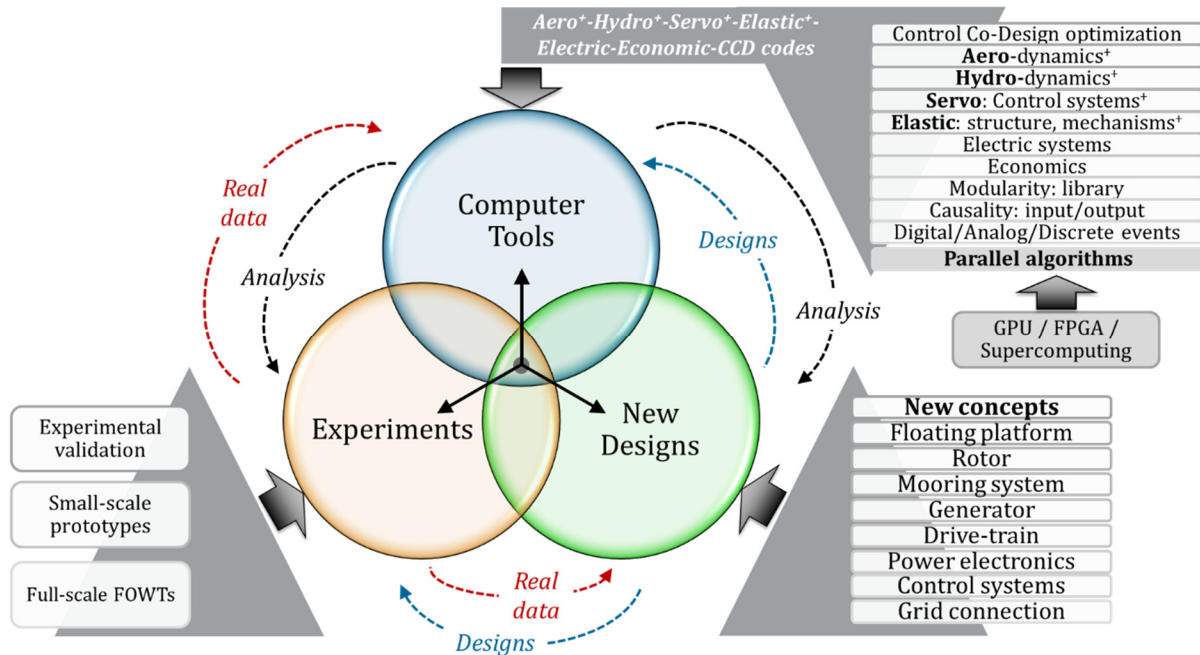 Aero⁺-Hydro⁺-Servo⁺-Elastic⁺-
Electric-Economic-CCD codes
Control Co-Design optimization
Aero-dynamics⁺
Hydro-dynamics⁺
Servo: Control systems⁺
Elastic: structure, mechanisms⁺
Electric systems
Economics
Modularity: library
Causality: input/output
Digital/Analog/Discrete events
Parallel algorithms
GPU / FPGA /
Supercomputing
Real
data
Analysis
Computer
Tools
Designs
Analysis
Experiments
New
Designs
Experimental
validation
Small-scale
prototypes
Full-scale FOWTs
New concepts
Floating platform
Rotor
Mooring system
Generator
Drive-train
Power electronics
Control systems
Grid connection
Real
data
Designs